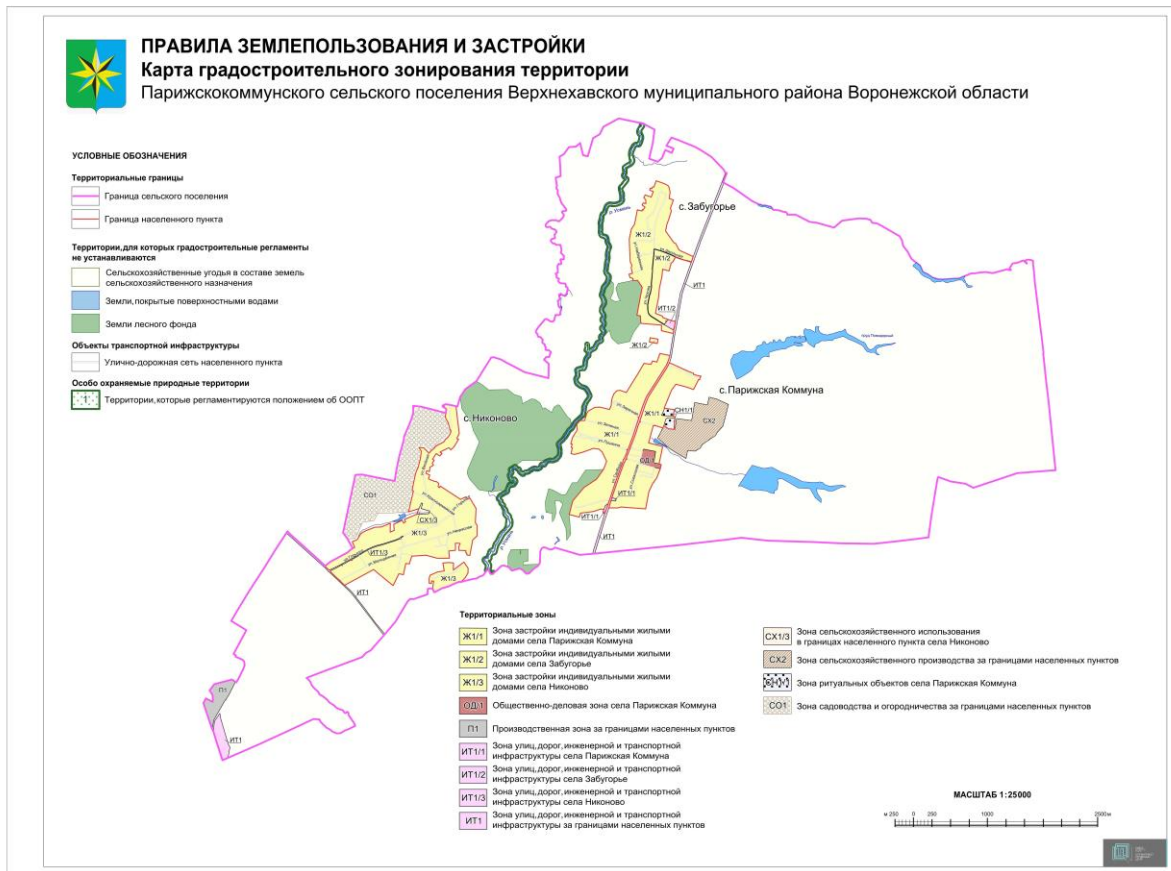 ПРАВИЛА ЗЕМЛЕПОЛЬЗОВАНИЯ И ЗАСТРОЙКИ
Карта градостроительного зонирования территории
Парижскокоммунского сельского поселения Верхнехавского муниципального района Воронежской области
УСЛОВНЫЕ ОБОЗНАЧЕНИЯ
Территориальные границы
Граница сельского поселения
Граница населенного пункта
Территории,для которых градостроительные регламенты
не устанавливаются
Сельскохозяйственные угодья в составе земель
сельскохозяйственного назначения
Земли,покрытые поверхностными водами
Земли лесного фонда
Объекты транспортной инфраструктуры
Улично-дорожная сеть населенного пункта
Особо охраняемые природные территории
1 Территории,которые регламентируются положением об ООПТ
с.Забугорье
Ж1/2
Ж1/2
ИТ1
ИТ1/2
Ж1/2
с.Парижская Коммуна
Ж1/1
СН1/1
СХ2
Ж1/1
ИТ1/1
ИТ1/1
ИТ1
с.Никоново
СО1
СХ1/3
Ж1/3
ИТ1/3
Ж1/3
ИТ1
П1
ИТ1
Территориальные зоны
Ж1/1 Зона застройки индивидуальными жилыми
домами села Парижская Коммуна
Ж1/2 Зона застройки индивидуальными жилыми
домами села Забугорье
Ж1/3 Зона застройки индивидуальными жилыми
домами села Никоново
ОД/1 Общественно-деловая зона села Парижская Коммуна
П1 Производственная зона за границами населенных пунктов
ИТ1/1 Зона улиц,дорог,инженерной и транспортной
инфраструктуры села Парижская Коммуна
ИТ1/2 Зона улиц,дорог,инженерной и транспортной
инфраструктуры села Забугорье
ИТ1/3 Зона улиц,дорог,инженерной и транспортной
инфраструктуры села Никоново
ИТ1 Зона улиц,дорог,инженерной и транспортной
инфраструктуры за границами населенных пунктов
СХ1/3 Зона сельскохозяйственного использования
в границах населенного пункта села Никоново
СХ2 Зона сельскохозяйственного производства за границами населенных пунктов
СН1/1 Зона ритуальных объектов села Парижская Коммуна
СО1 Зона садоводства и огородничества за границами населенных пунктов
МАСШТАБ 1:25000
м 250 0 250 1000 2500м